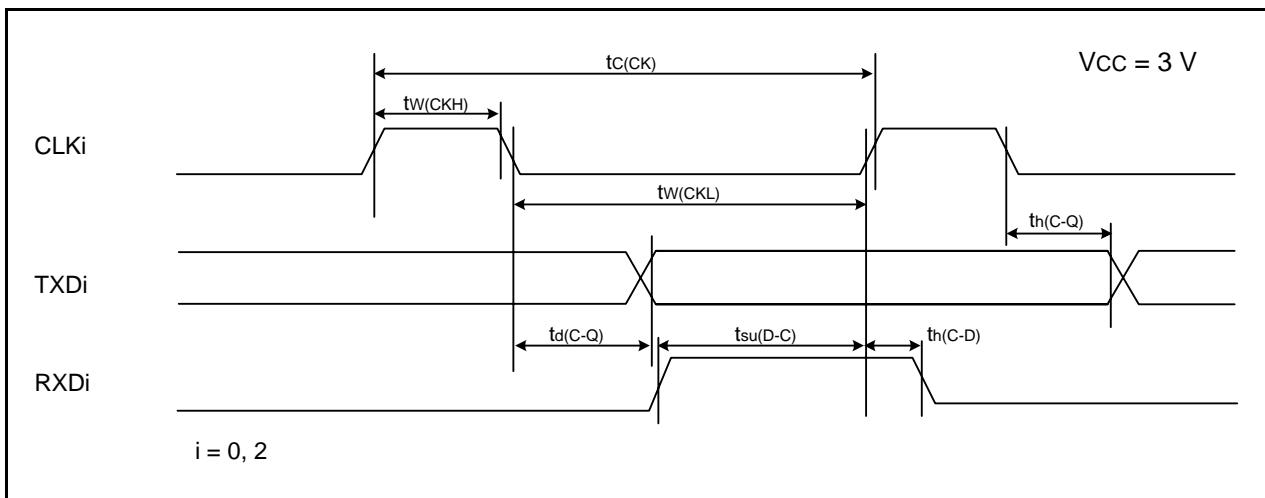 tC(CK)
VCC = 3 V
tW(CKH)
CLKi
tW(CKL)
th(C-Q)
TXDi
td(C-Q)
tsu(D-C)
th(C-D)
RXDi
i = 0, 2